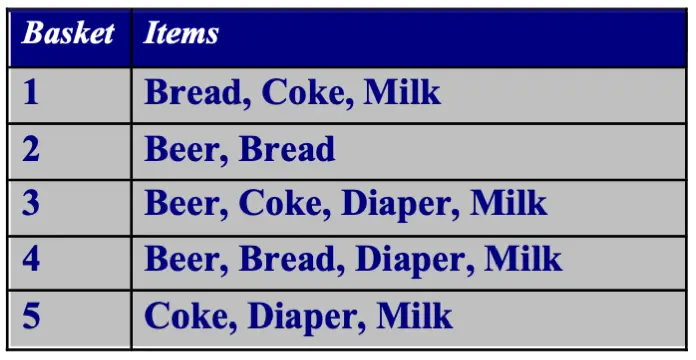 Basket Items
1 Bread, Coke, Milk
2 Beer, Bread
3 Beer, Coke, Diaper, Milk
4 Beer, Bread, Diaper, Milk
5 Coke, Diaper, Milk